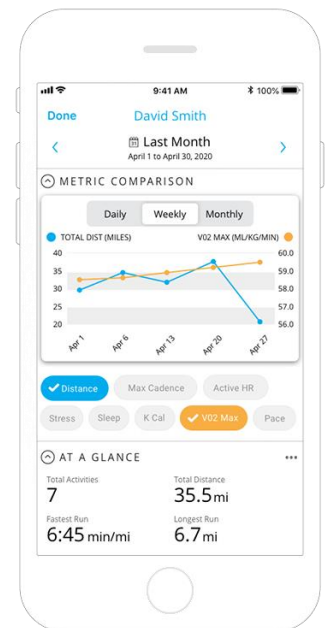 9:41 AM
100%
Done
David Smith
Last Month
April 1 to April 30, 2020
METRIC COMPARISON
Daily
Weekly
Monthly
TOTAL DIST (MILES)
V02 MAX (ML/KG/MIN)
40
60.0
35
59.0
30
58.0
25
57.0
20
56.0
Apr 1
Apr 6
Apr 13
Apr 20
Apr 27
Distance
Max Cadence
Active HR
Stress
Sleep
K Cal
V02 Max
Pace
AT A GLANCE
Total Activities
Total Distance
7
35.5 mi
Fastest Run
Longest Run
6:45 min/mi
6.7 mi